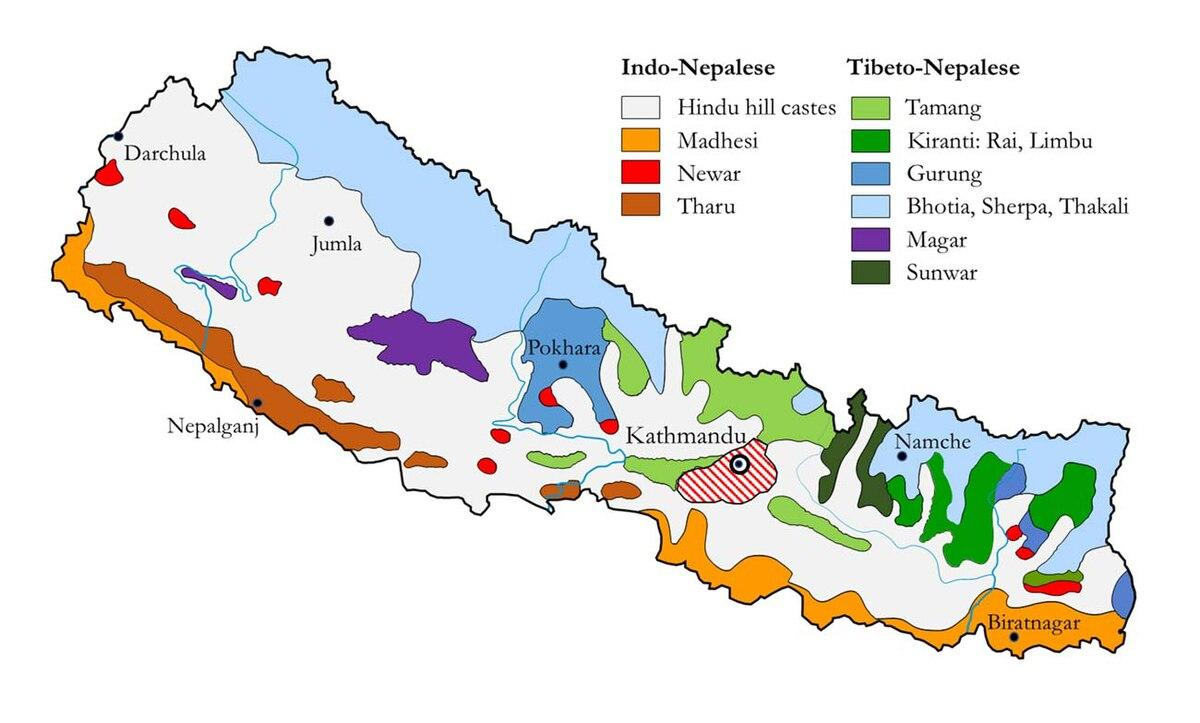 Indo-Nepalese
Hindu hill castes
Madhesi
Newar
Tharu
Tibeto-Nepalese
Tamang
Kiranti: Rai, Limbu
Gurung
Bhotia, Sherpa, Thakali
Magar
Sunwar
Darchula
Jumla
Pokhara
Nepalganj
Kathmandu
Namche
Biratnagar